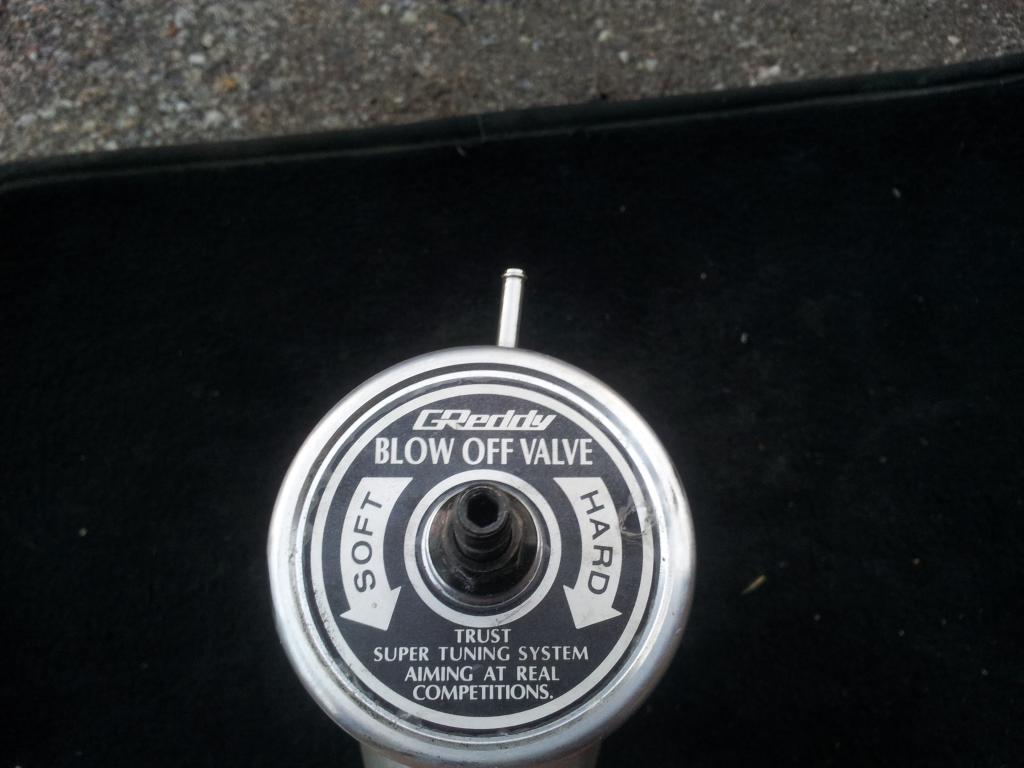 GReddy
BLOW OFF VALVE
SOFT
HARD
TRUST
SUPER TUNING SYSTEM
AIMING AT REAL
COMPETITIONS.